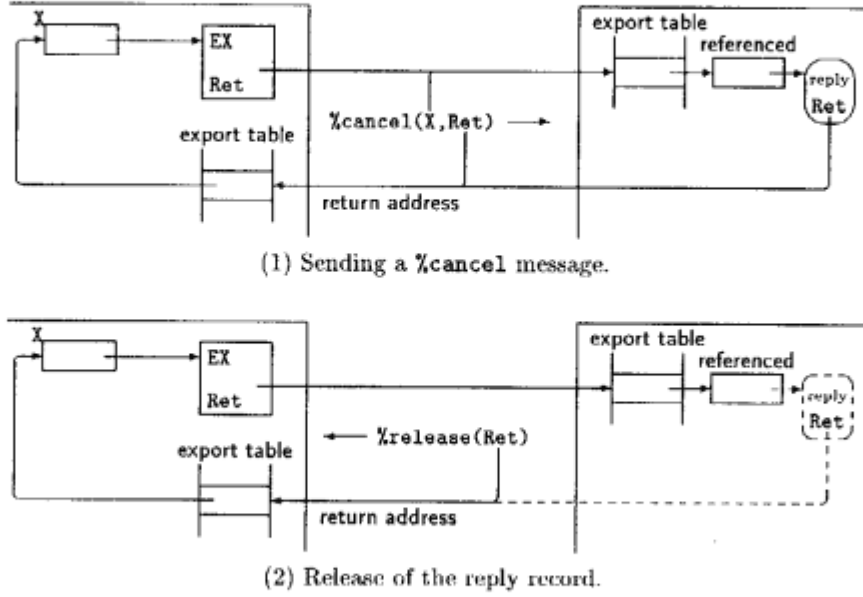 export table
X
EX
referenced
reply
Ret
Ret
%cancel(X,Ret)
export table
return address
(1) Sending a %cancel message.
X
EX
export table
referenced
reply
Ret
Ret
%release(Ret)
export table
return address
(2) Release of the reply record.